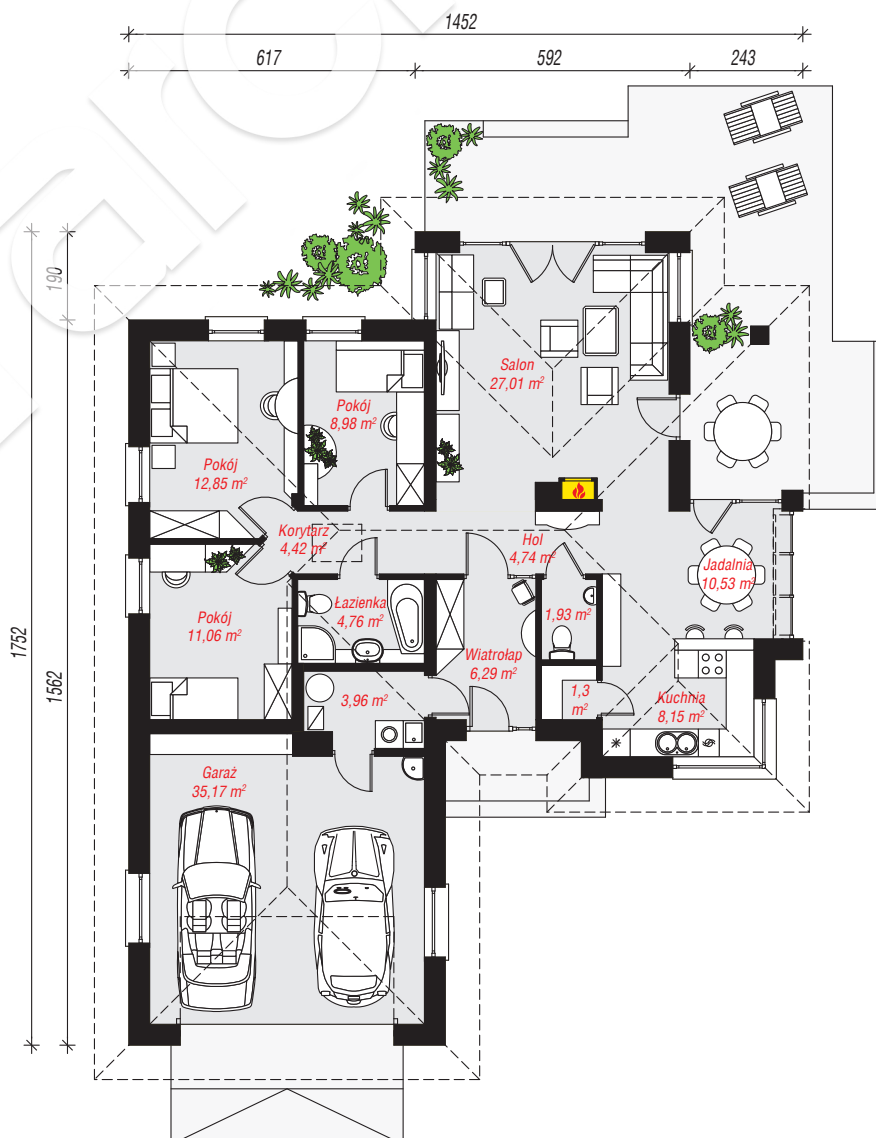 1452
617 592 243
190
1752
1562
Salon
27,01 m²
Pokój
8,98 m²
Pokój
12,85 m²
Korytarz
4,42 m²
Hol
4,74 m²
Jadalnia
10,53 m²
Pokój
11,06 m²
Łazienka
4,76 m²
1,93 m²
Wiatrołap
6,29 m²
3,96 m²
1,3
m²
Kuchnia
8,15 m²
Garaż
35,17 m²